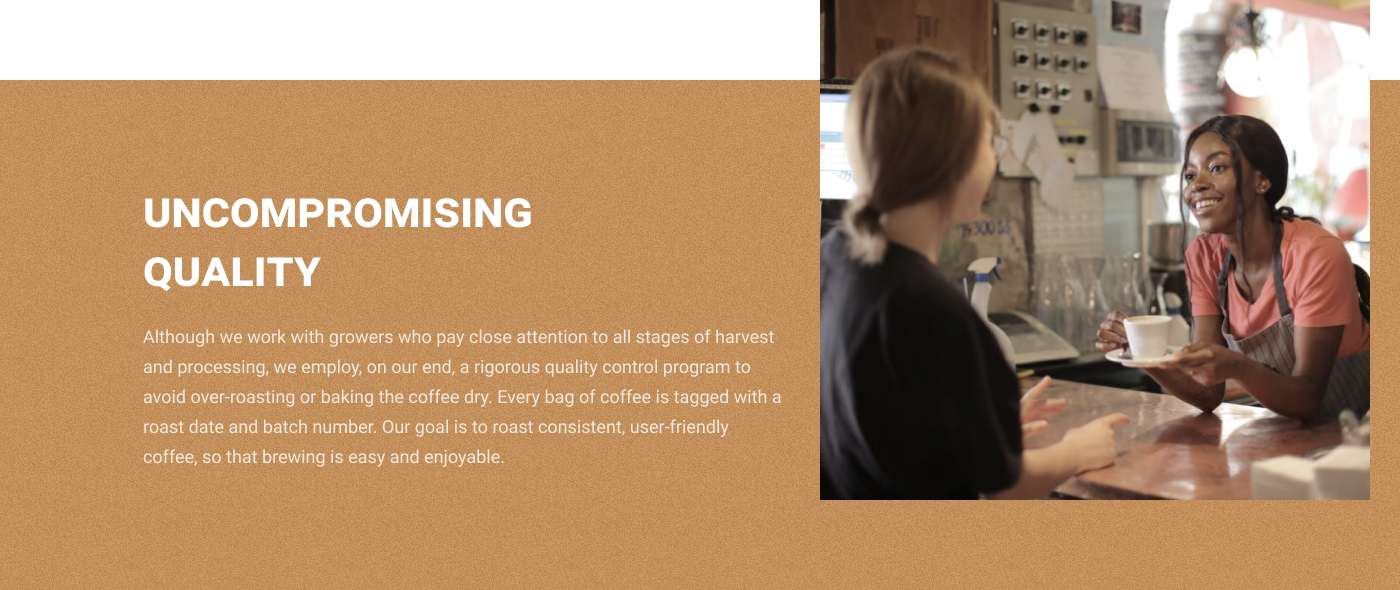 UNCOMPROMISING
QUALITY
Although we work with growers who pay close attention to all stages of harvest
and processing, we employ, on our end, a rigorous quality control program to
avoid over-roasting or baking the coffee dry. Every bag of coffee is tagged with a
roast date and batch number. Our goal is to roast consistent, user-friendly
coffee, so that brewing is easy and enjoyable.